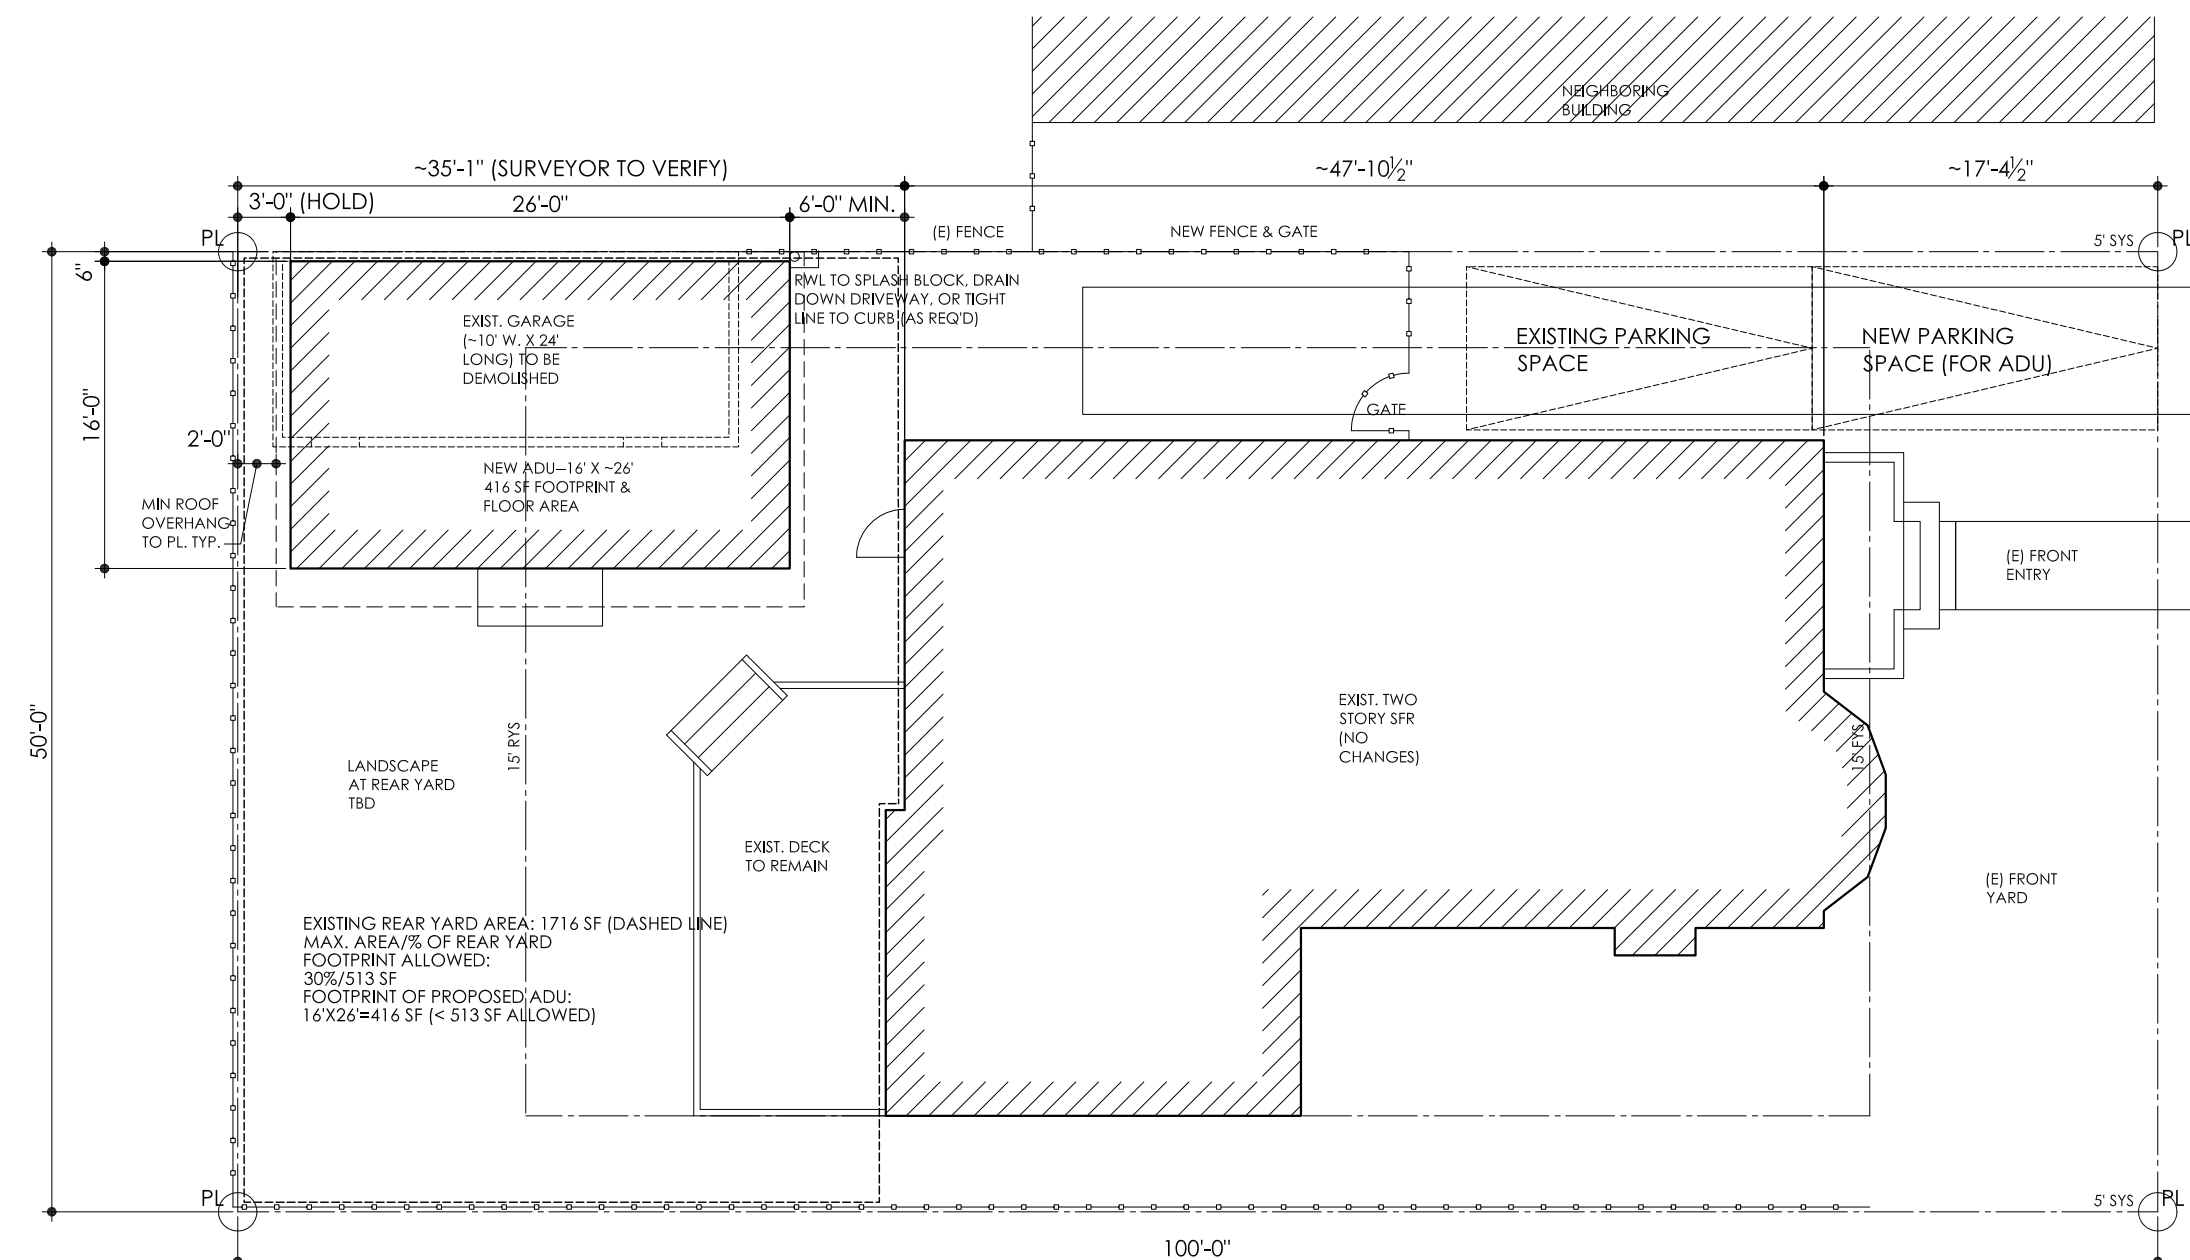 NEIGHBORING
BUILDING
~35'-1" (SURVEYOR TO VERIFY)
~47'-10½"
~17'-4½"
3'-0" (HOLD)
26'-0"
6'-0" MIN.
PL
(E) FENCE
NEW FENCE & GATE
5' SYS
PL
6"
RWL TO SPLASH BLOCK, DRAIN
DOWN DRIVEWAY, OR TIGHT
LINE TO CURB (AS REQ'D)
EXIST. GARAGE
(~10' W. X 24'
LONG) TO BE
DEMOLISHED
EXISTING PARKING
SPACE
NEW PARKING
SPACE (FOR ADU)
16'-0"
GATE
2'-0"
NEW ADU–16' X ~26'
416 SF FOOTPRINT &
FLOOR AREA
MIN ROOF
OVERHANG
TO PL. TYP.
(E) FRONT
ENTRY
50'-0"
15' RYS
EXIST. TWO
STORY SFR
(NO
CHANGES)
15' FYS
LANDSCAPE
AT REAR YARD
TBD
EXIST. DECK
TO REMAIN
(E) FRONT
YARD
EXISTING REAR YARD AREA: 1716 SF (DASHED LINE)
MAX. AREA/% OF REAR YARD
FOOTPRINT ALLOWED:
30%/513 SF
FOOTPRINT OF PROPOSED ADU:
16'X26'=416 SF (< 513 SF ALLOWED)
PL
5' SYS
PL
100'-0"